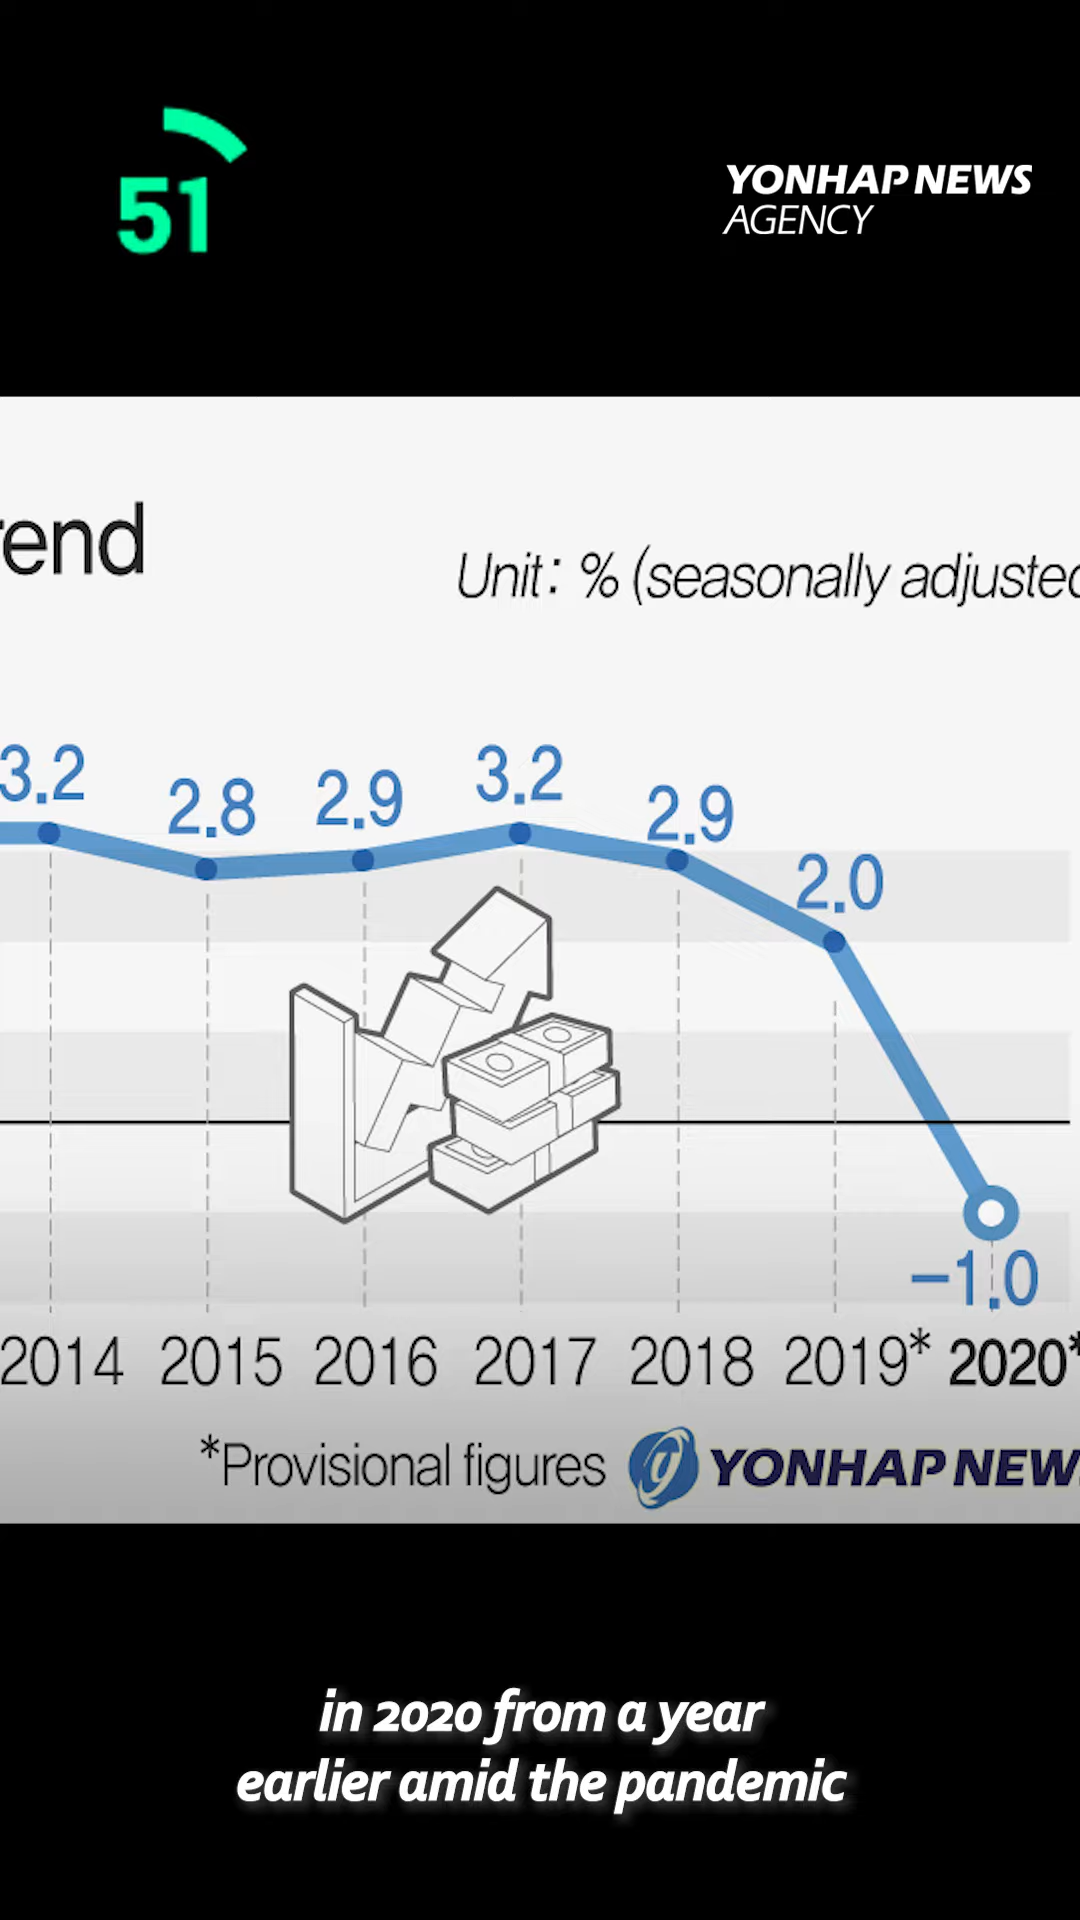 51
YONHAP NEWS
AGENCY
rend
Unit: % (seasonally adjusted
3.2 2.8 2.9 3.2 2.9 2.0
−1.0
2014 2015 2016 2017 2018 2019* 2020*
*Provisional figures YONHAP NEW
in 2020 from a year
earlier amid the pandemic